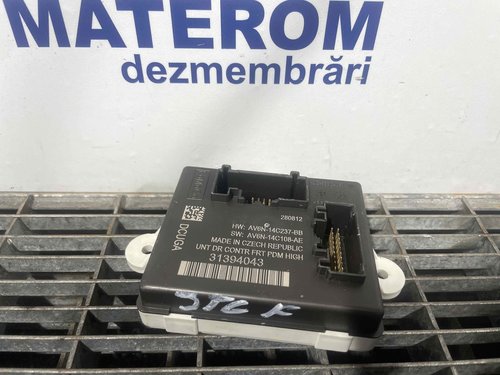 MATEROM
dezmembrări
280812
HW: AV6N-14C237-BB
SW: AV6N-14C108-AE
MADE IN CZECH REPUBLIC
UNT DR CONTR FRT PDM HIGH
31394043
DCUGA